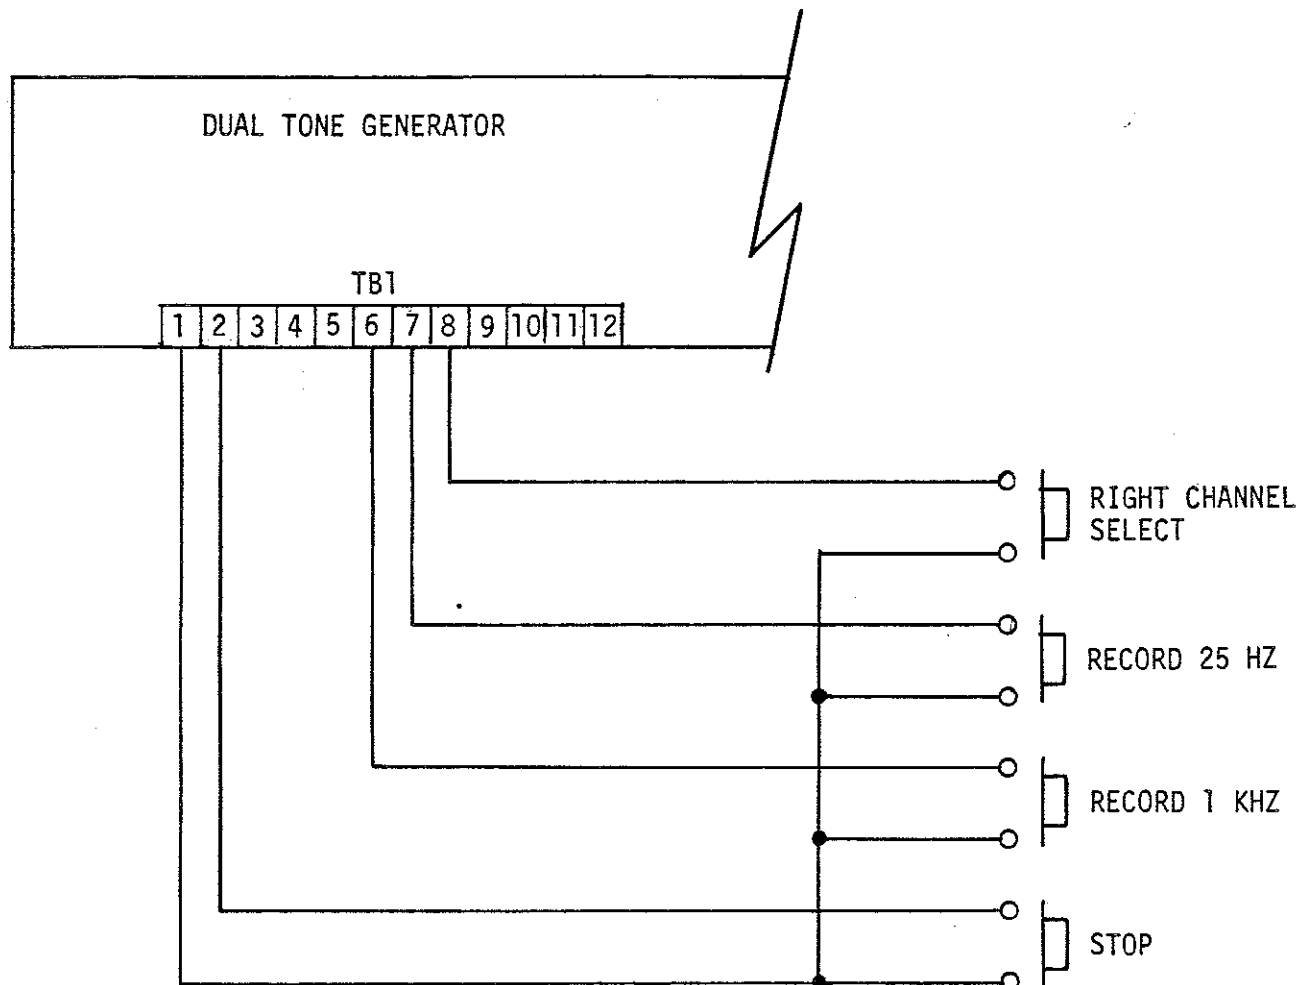 DUAL TONE GENERATOR
TB1
1 2 3 4 5 6 7 8 9 10 11 12
RIGHT CHANNEL
SELECT
RECORD 25 HZ
RECORD 1 KHZ
STOP